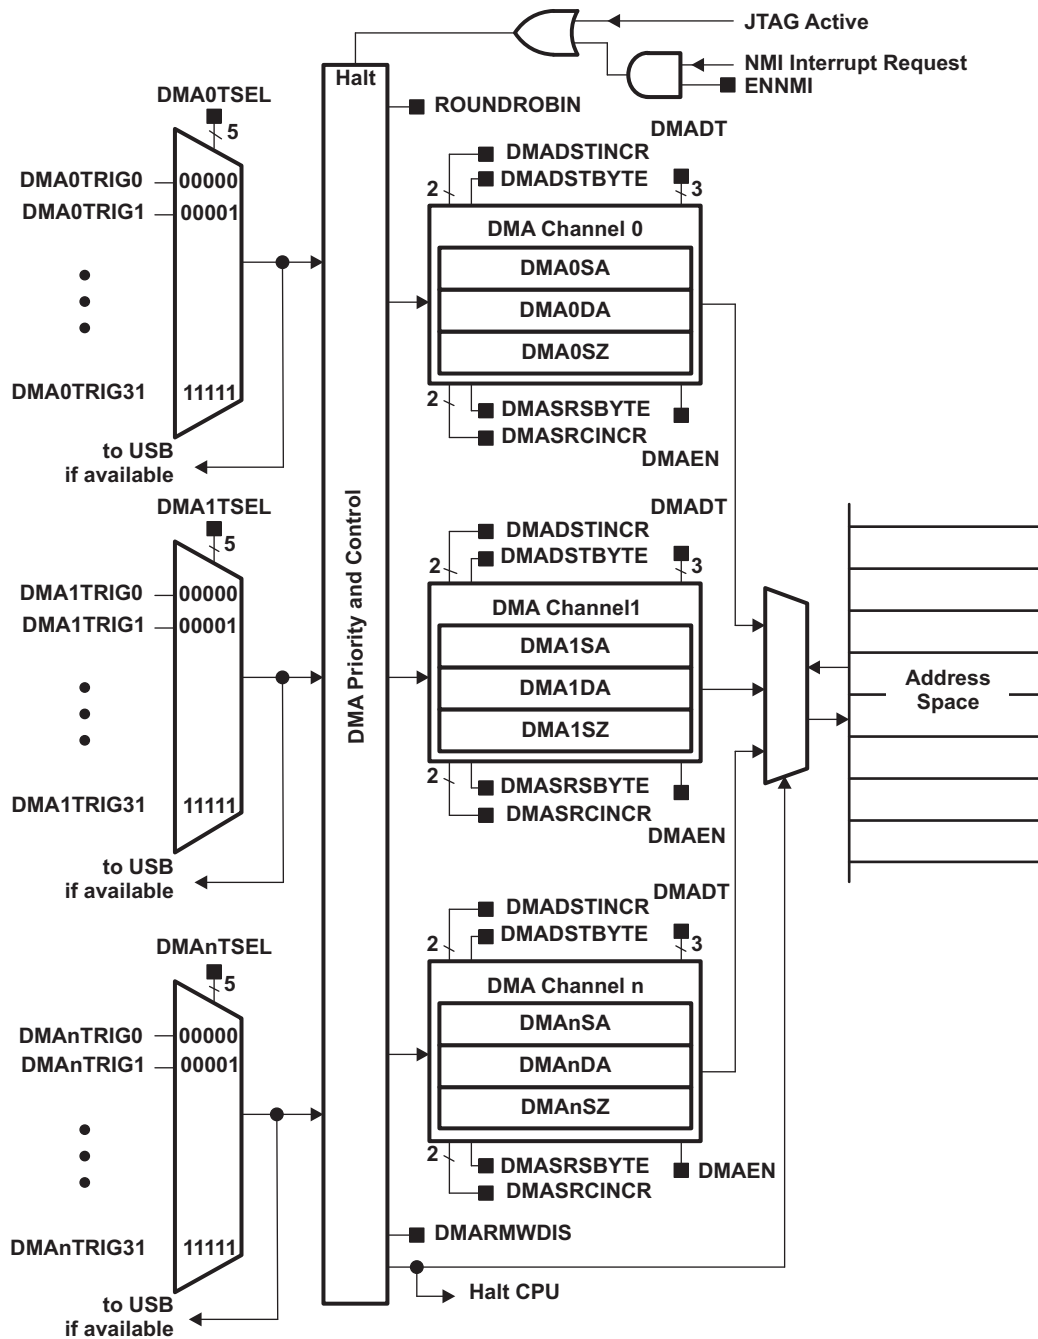 JTAG Active
NMI Interrupt Request
ENNMI
Halt
ROUNDROBIN
DMA0TSEL
5
DMA0TRIG0
00000
DMA0TRIG1
00001
DMA0TRIG31
11111
to USB
if available
DMADT
DMADSTINCR
DMADSTBYTE
2
3
DMA Channel 0
DMA0SA
DMA0DA
DMA0SZ
2
DMASRSBYTE
DMASRCINCR
DMAEN
DMA Priority and Control
DMA1TSEL
5
DMA1TRIG0
00000
DMA1TRIG1
00001
DMA1TRIG31
11111
to USB
if available
DMADT
DMADSTINCR
DMADSTBYTE
2
3
DMA Channel1
DMA1SA
DMA1DA
DMA1SZ
2
DMASRSBYTE
DMASRCINCR
DMAEN
Address
Space
DMAnTSEL
5
DMAnTRIG0
00000
DMAnTRIG1
00001
DMAnTRIG31
11111
to USB
if available
DMADT
DMADSTINCR
DMADSTBYTE
2
3
DMA Channel n
DMAnSA
DMAnDA
DMAnSZ
2
DMASRSBYTE
DMASRCINCR
DMAEN
DMARMWDIS
Halt CPU